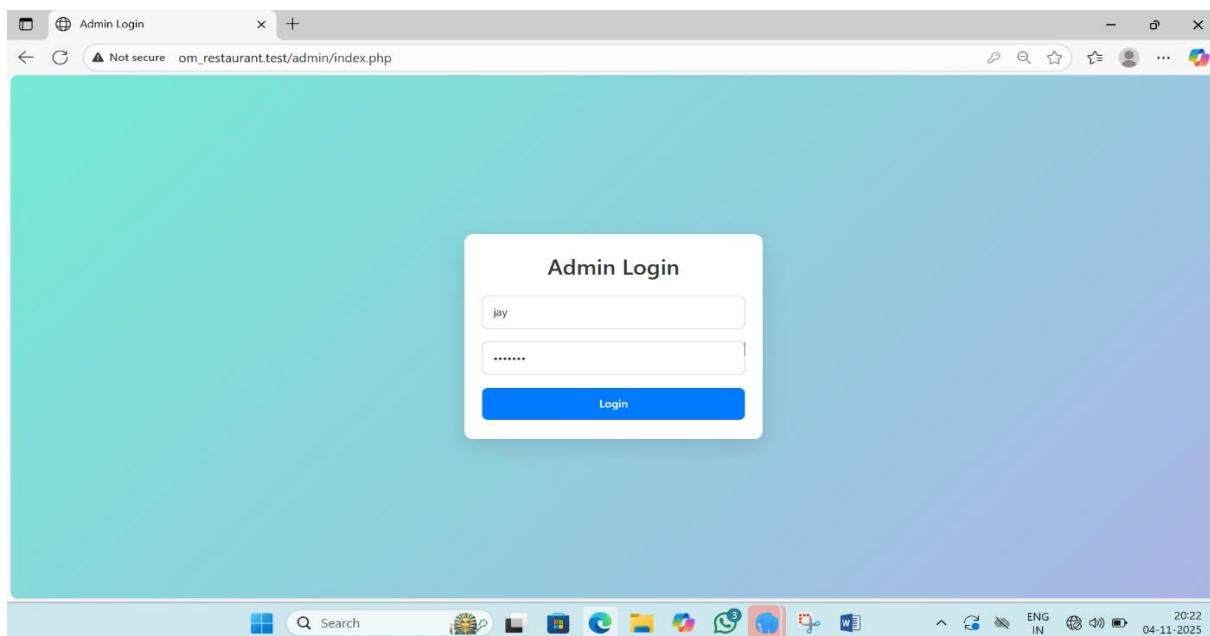 Admin Login
Not secure om_restaurant.test/admin/index.php
Admin Login
jay
•••••••
Login
Search
3
W
ENG
IN
20:22
04-11-2025